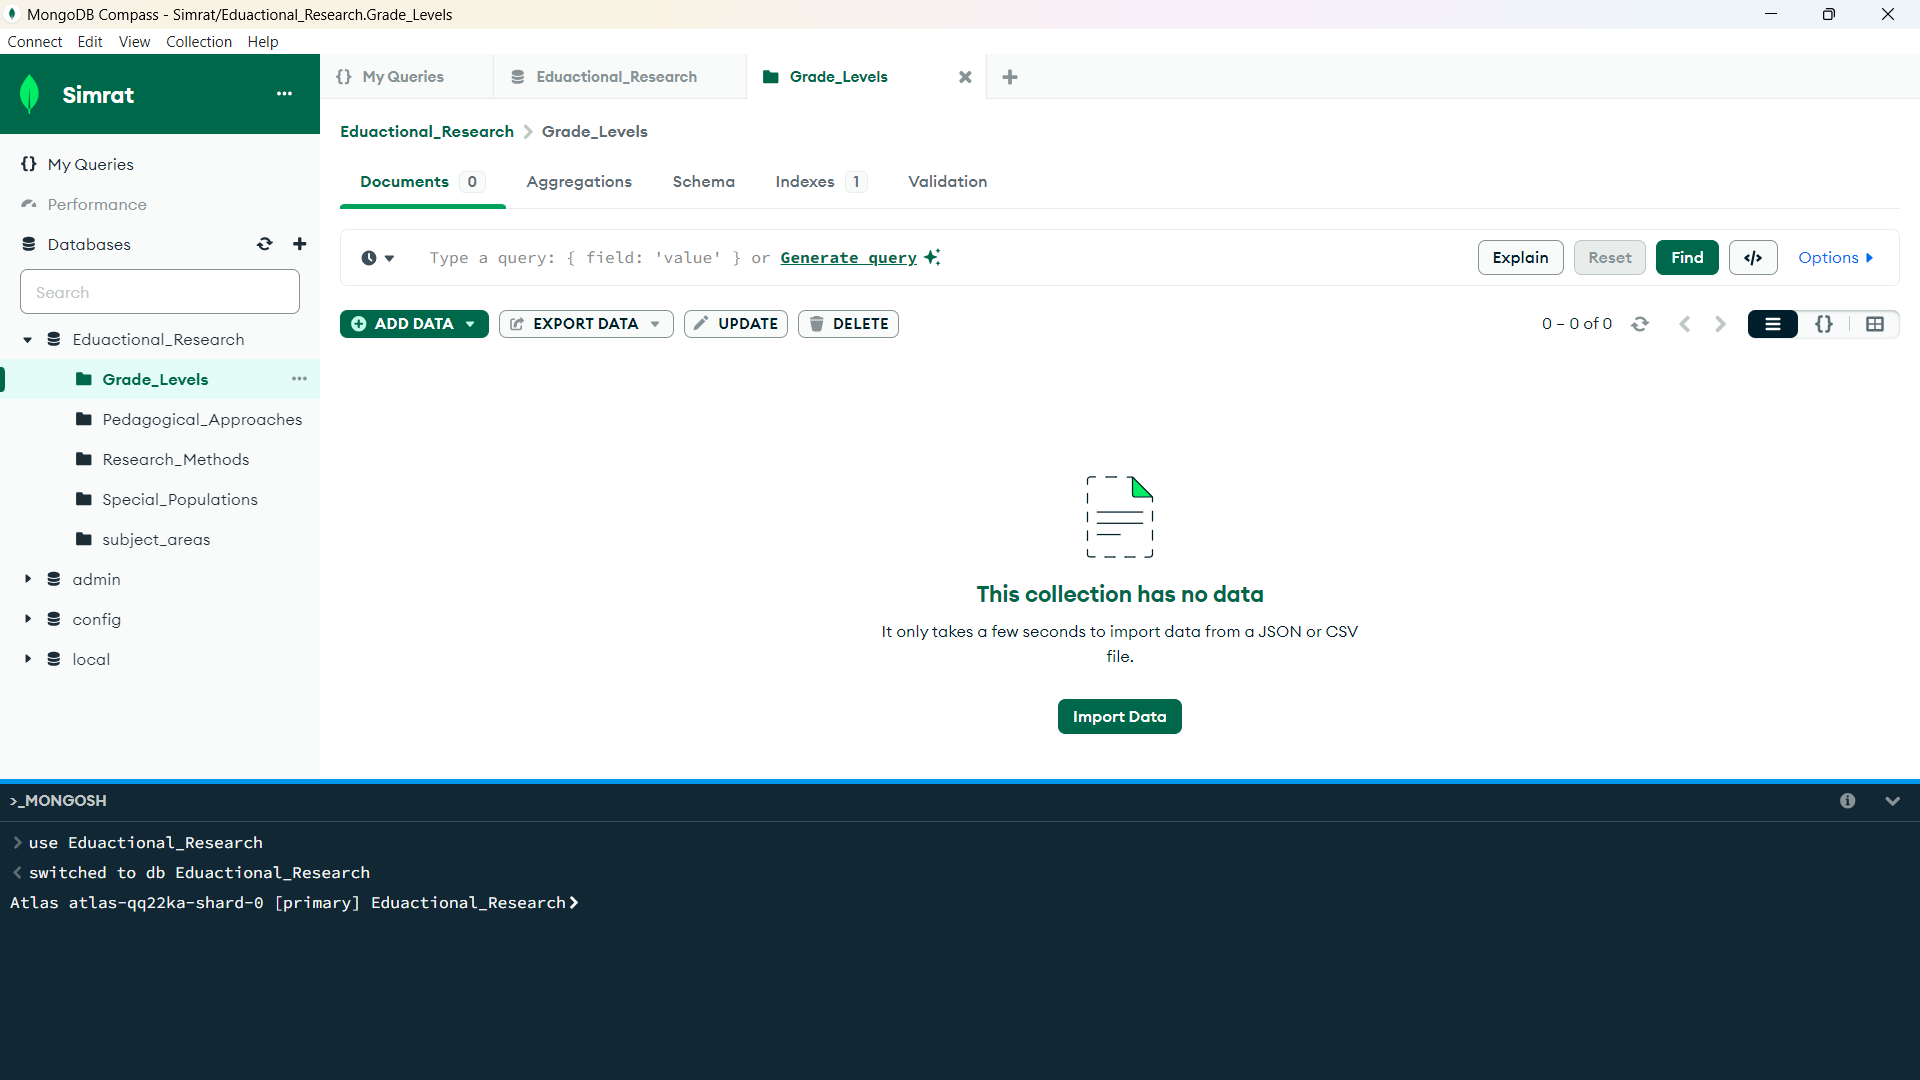 MongoDB Compass - Simrat/Eduactional_Research.Grade_Levels
Connect Edit View Collection Help
Simrat
My Queries
Performance
Databases
Search
Eduactional_Research
Grade_Levels
Pedagogical_Approaches
Research_Methods
Special_Populations
subject_areas
admin
config
local
{} My Queries
Eduactional_Research
Grade_Levels
Eduactional_Research > Grade_Levels
Documents 0 Aggregations Schema Indexes 1 Validation
Type a query: { field: 'value' } or Generate query
Explain Reset Find </> Options
ADD DATA EXPORT DATA UPDATE DELETE
0 – 0 of 0 {}
This collection has no data
It only takes a few seconds to import data from a JSON or CSV
file.
Import Data
>_MONGOSH
> use Eduactional_Research
< switched to db Eduactional_Research
Atlas atlas-qq22ka-shard-0 [primary] Eduactional_Research>